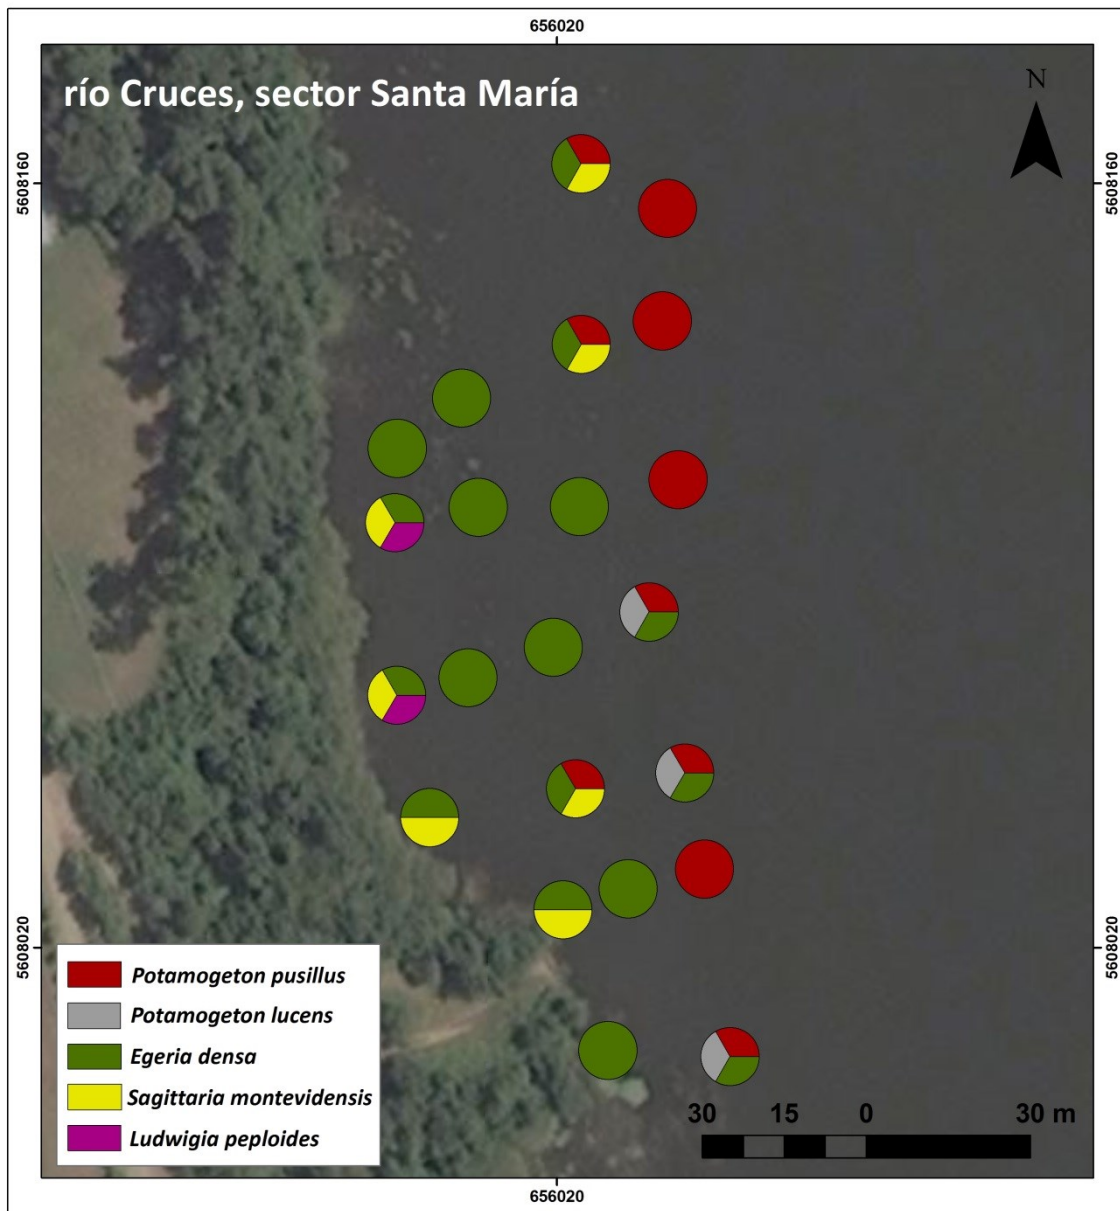 656020
río Cruces, sector Santa María
N
5608160
5608160
5608020
5608020
Potamogeton pusillus
Potamogeton lucens
Egeria densa
Sagittaria montevidensis
Ludwigia peploides
30 15 0 30 m
656020